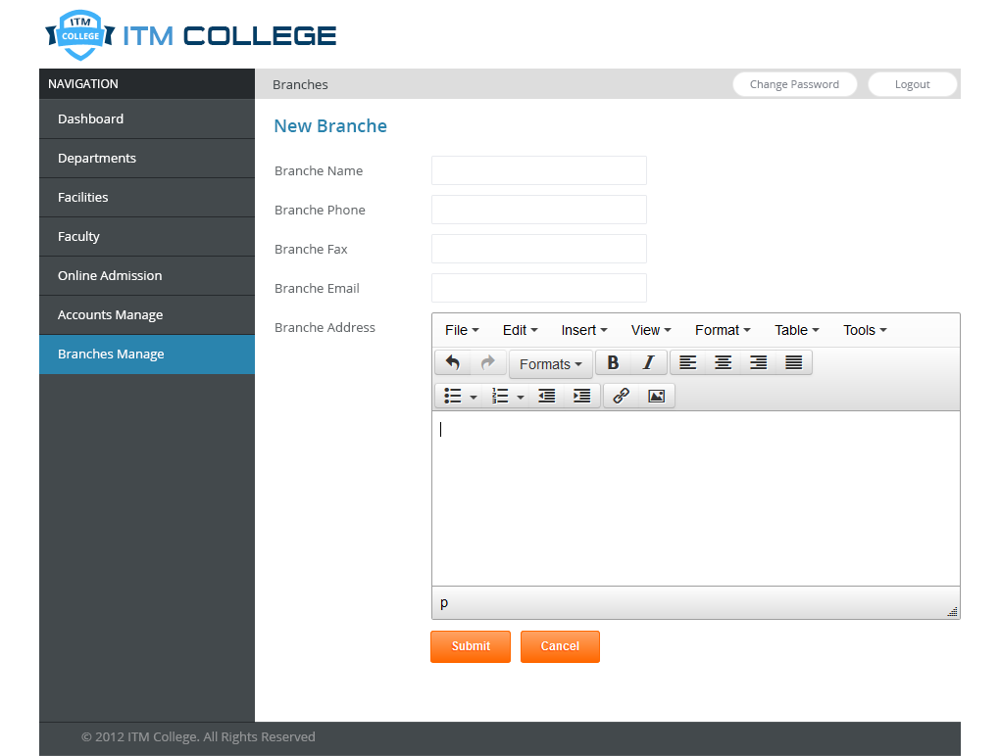 ITM
COLLEGE
ITM COLLEGE
NAVIGATION
Branches
Change Password
Logout
Dashboard
Departments
Facilities
Faculty
Online Admission
Accounts Manage
Branches Manage
New Branche
Branche Name
Branche Phone
Branche Fax
Branche Email
Branche Address
File Edit Insert View Format Table Tools
Formats B I
p
Submit Cancel
© 2012 ITM College. All Rights Reserved